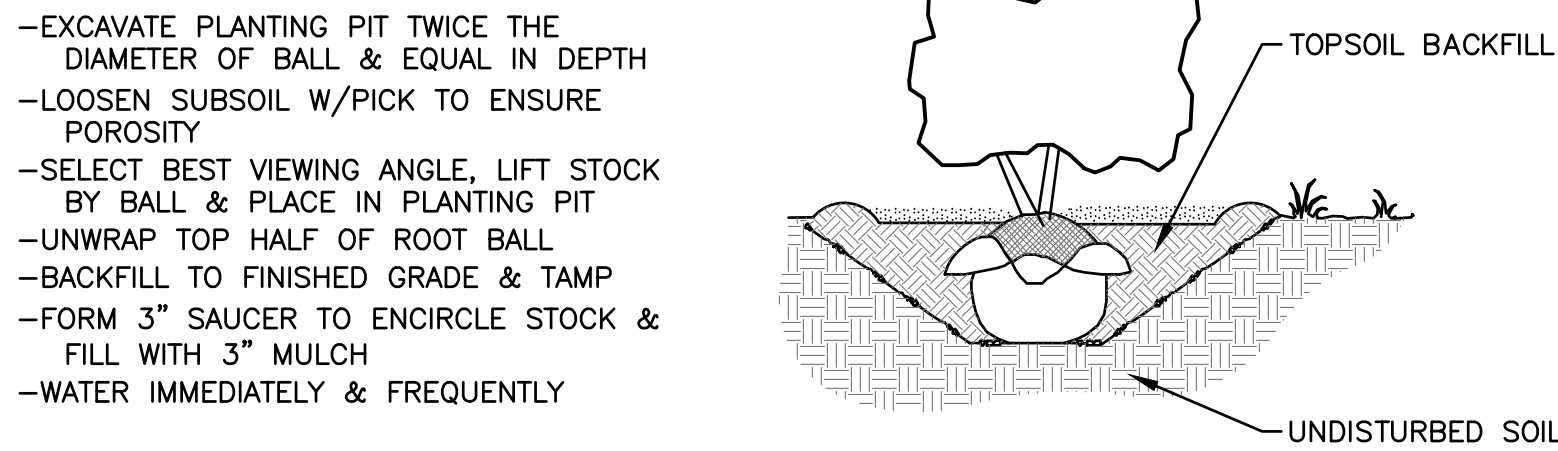 -EXCAVATE PLANTING PIT TWICE THE
DIAMETER OF BALL & EQUAL IN DEPTH
-LOOSEN SUBSOIL W/PICK TO ENSURE
POROSITY
-SELECT BEST VIEWING ANGLE, LIFT STOCK
BY BALL & PLACE IN PLANTING PIT
-UNWRAP TOP HALF OF ROOT BALL
-BACKFILL TO FINISHED GRADE & TAMP
-FORM 3" SAUCER TO ENCIRCLE STOCK &
FILL WITH 3" MULCH
-WATER IMMEDIATELY & FREQUENTLY
TOPSOIL BACKFILL
UNDISTURBED SOIL